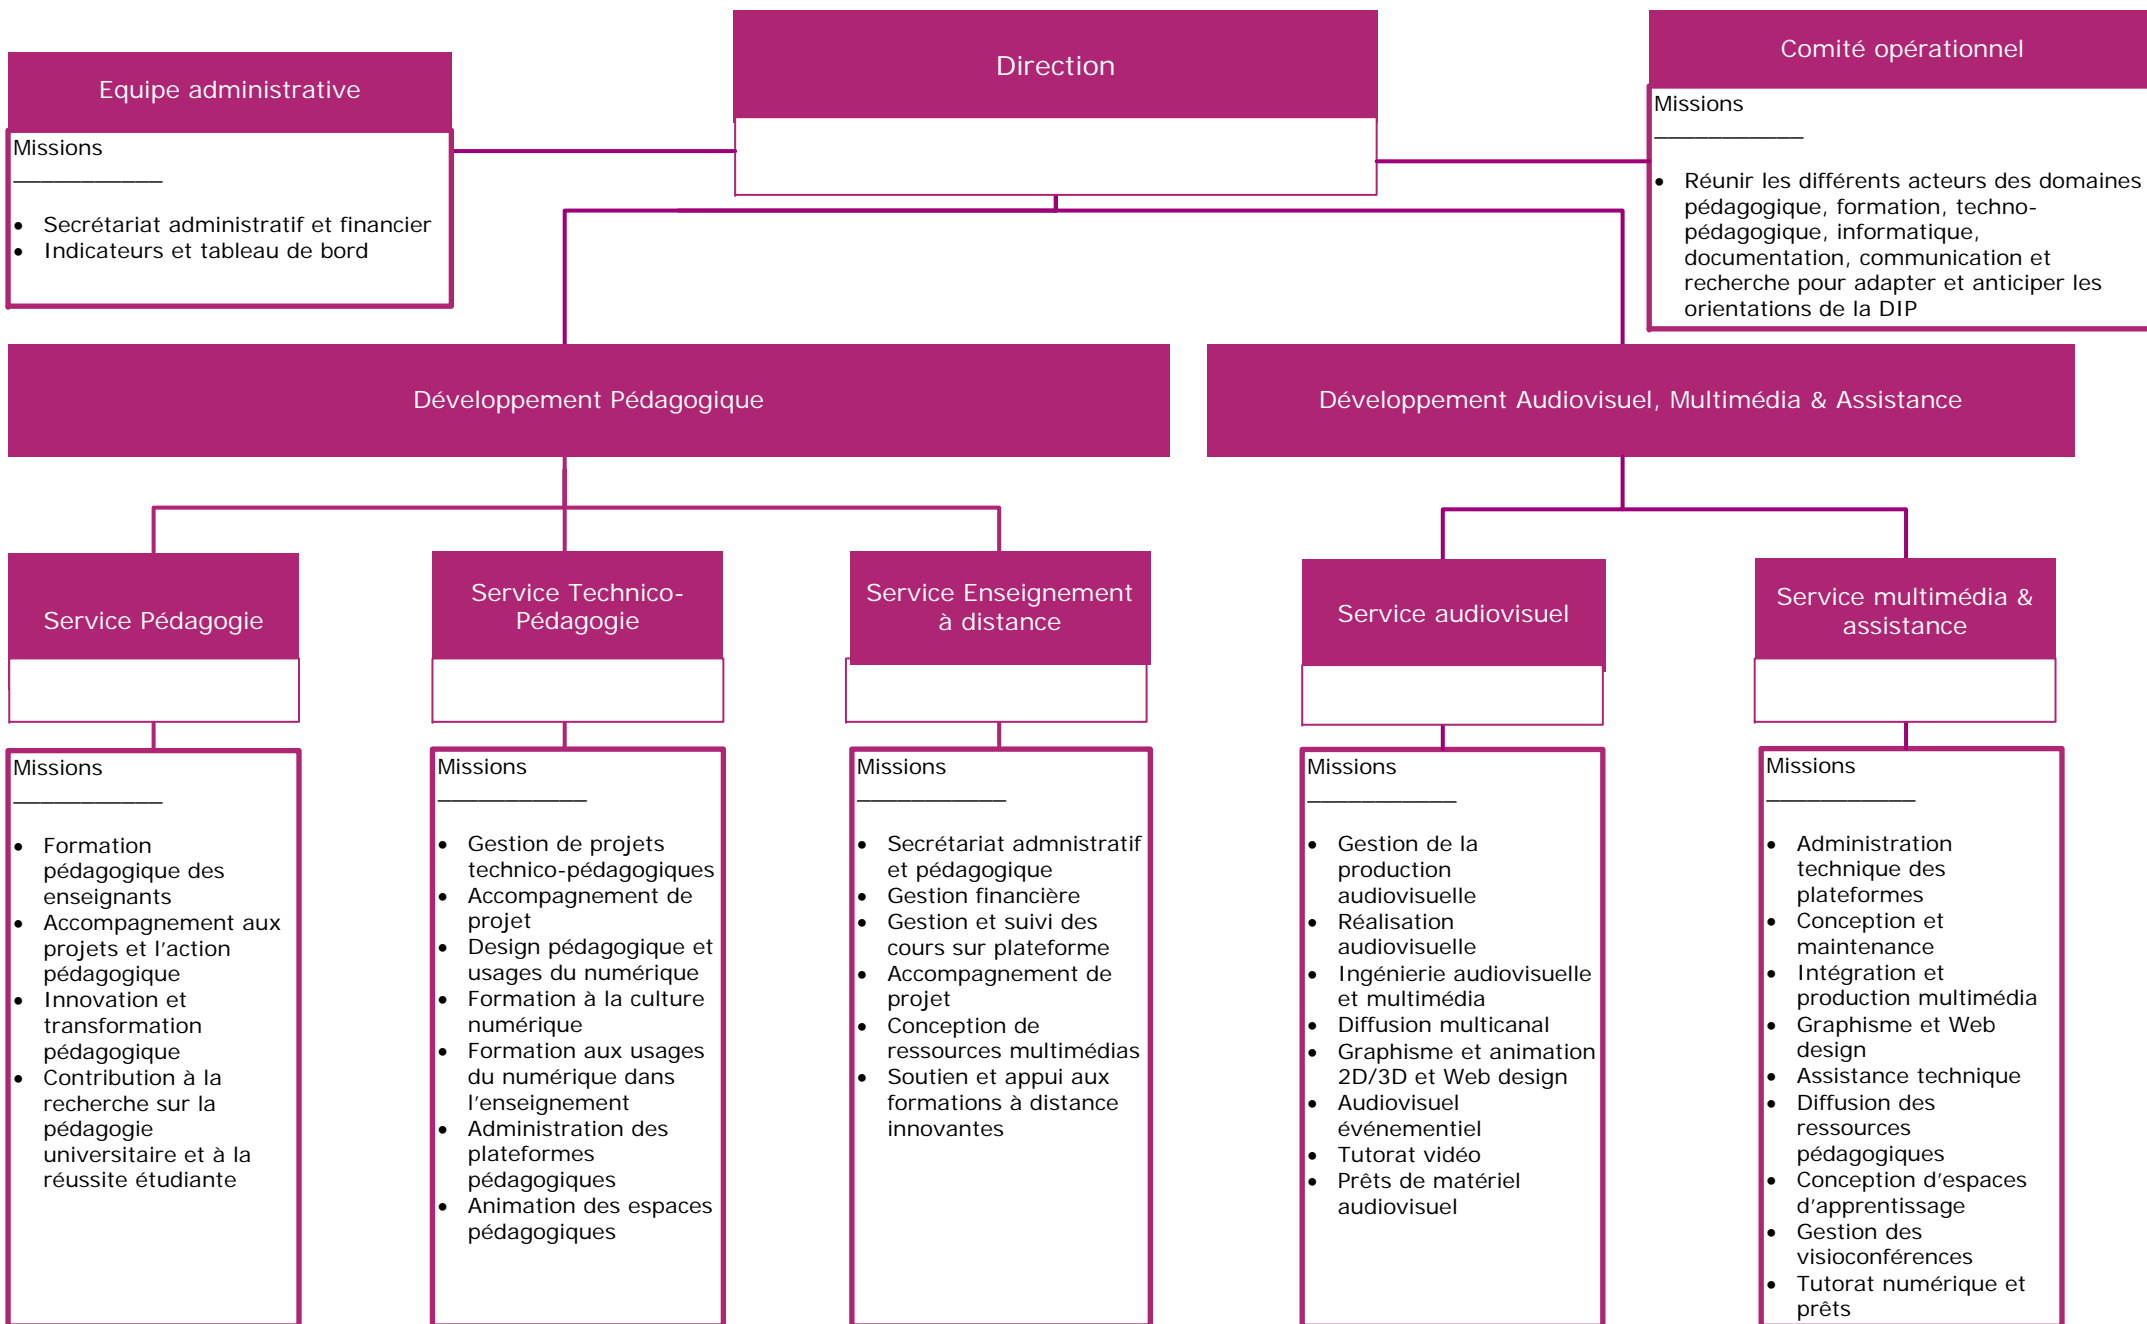 Direction
Equipe administrative
Missions
___________
• Secrétariat administratif et financier
• Indicateurs et tableau de bord
Comité opérationnel
Missions
___________
• Réunir les différents acteurs des domaines
pédagogique, formation, techno-
pédagogique, informatique,
documentation, communication et
recherche pour adapter et anticiper les
orientations de la DIP
Développement Pédagogique
Développement Audiovisuel, Multimédia & Assistance
Service Pédagogie
Missions
___________
• Formation
pédagogique des
enseignants
• Accompagnement aux
projets et l'action
pédagogique
• Innovation et
transformation
pédagogique
• Contribution à la
recherche sur la
pédagogie
universitaire et à la
réussite étudiante
Service Technico-
Pédagogie
Missions
___________
• Gestion de projets
technico-pédagogiques
• Accompagnement de
projet
• Design pédagogique et
usages du numérique
• Formation à la culture
numérique
• Formation aux usages
du numérique dans
l'enseignement
• Administration des
plateformes
pédagogiques
• Animation des espaces
pédagogiques
Service Enseignement
à distance
Missions
___________
• Secrétariat admnistratif
et pédagogique
• Gestion financière
• Gestion et suivi des
cours sur plateforme
• Accompagnement de
projet
• Conception de
ressources multimédias
• Soutien et appui aux
formations à distance
innovantes
Service audiovisuel
Missions
___________
• Gestion de la
production
audiovisuelle
• Réalisation
audiovisuelle
• Ingénierie audiovisuelle
et multimédia
• Diffusion multicanal
• Graphisme et animation
2D/3D et Web design
• Audiovisuel
événementiel
• Tutorat vidéo
• Prêts de matériel
audiovisuel
Service multimédia &
assistance
Missions
___________
• Administration
technique des
plateformes
• Conception et
maintenance
• Intégration et
production multimédia
• Graphisme et Web
design
• Assistance technique
• Diffusion des
ressources
pédagogiques
• Conception d'espaces
d'apprentissage
• Gestion des
visioconférences
• Tutorat numérique et
prêts